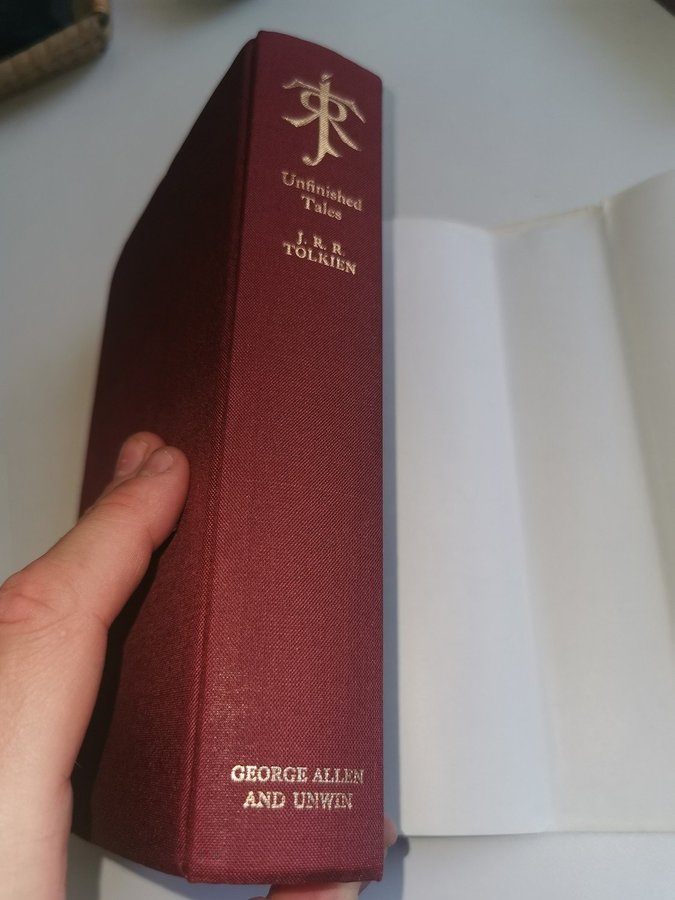 Unfinished
Tales
J. R. R.
TOLKIEN
GEORGE ALLEN
AND UNWIN